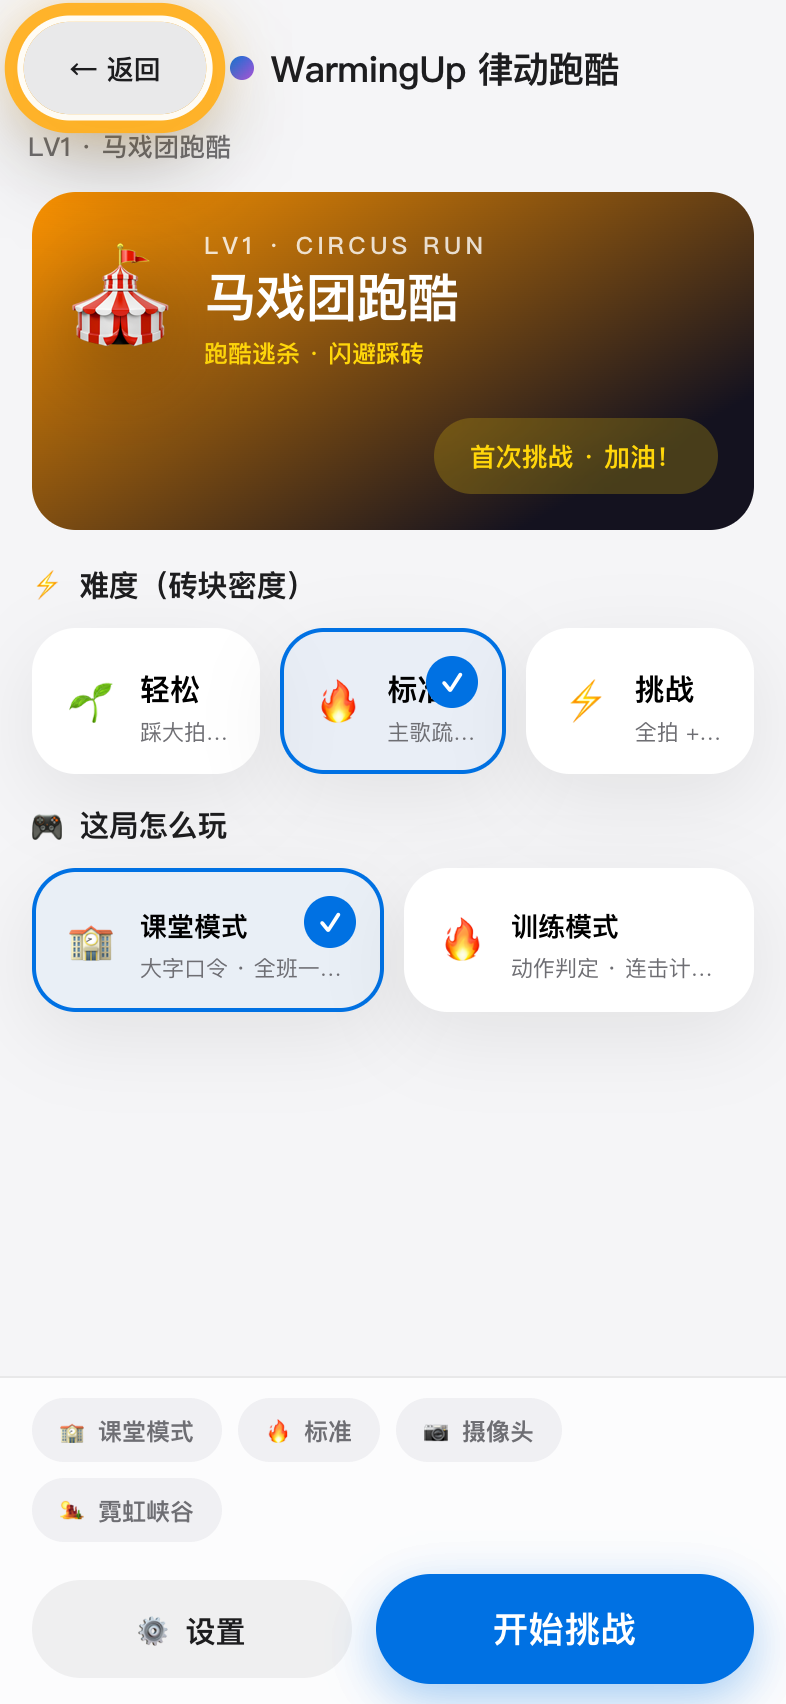 ← 返回
WarmingUp 律动跑酷
LV1 · 马戏团跑酷
LV1 · CIRCUS RUN
马戏团跑酷
跑酷逃杀 · 闪避踩砖
首次挑战 · 加油!
难度（砖块密度）
轻松
踩大拍...
标
主歌疏...
挑战
全拍 +...
这局怎么玩
课堂模式
大字口令 · 全班一...
训练模式
动作判定 · 连击计...
课堂模式
标准
摄像头
霓虹峡谷
设置
开始挑战